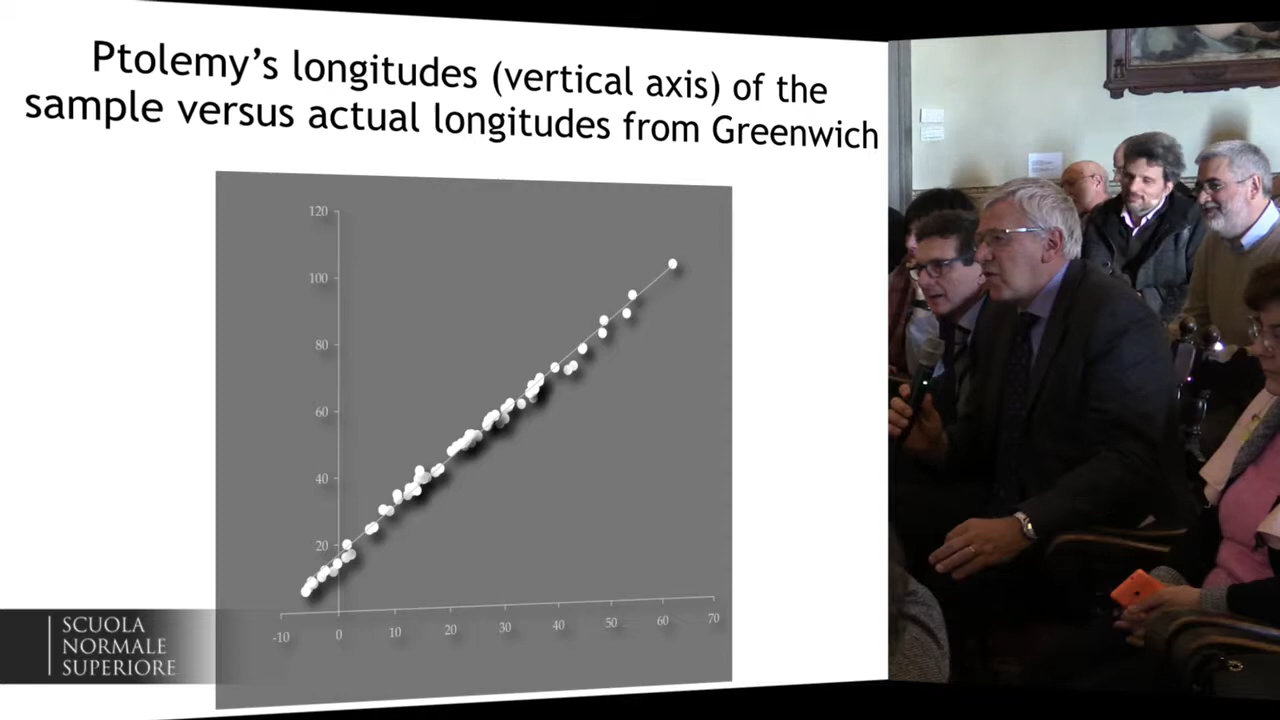 Ptolemy's longitudes (vertical axis) of the
sample versus actual longitudes from Greenwich
120
100
80
60
40
20
-10 0 10 20 30 40 50 60 70
SCUOLA
NORMALE
SUPERIORE